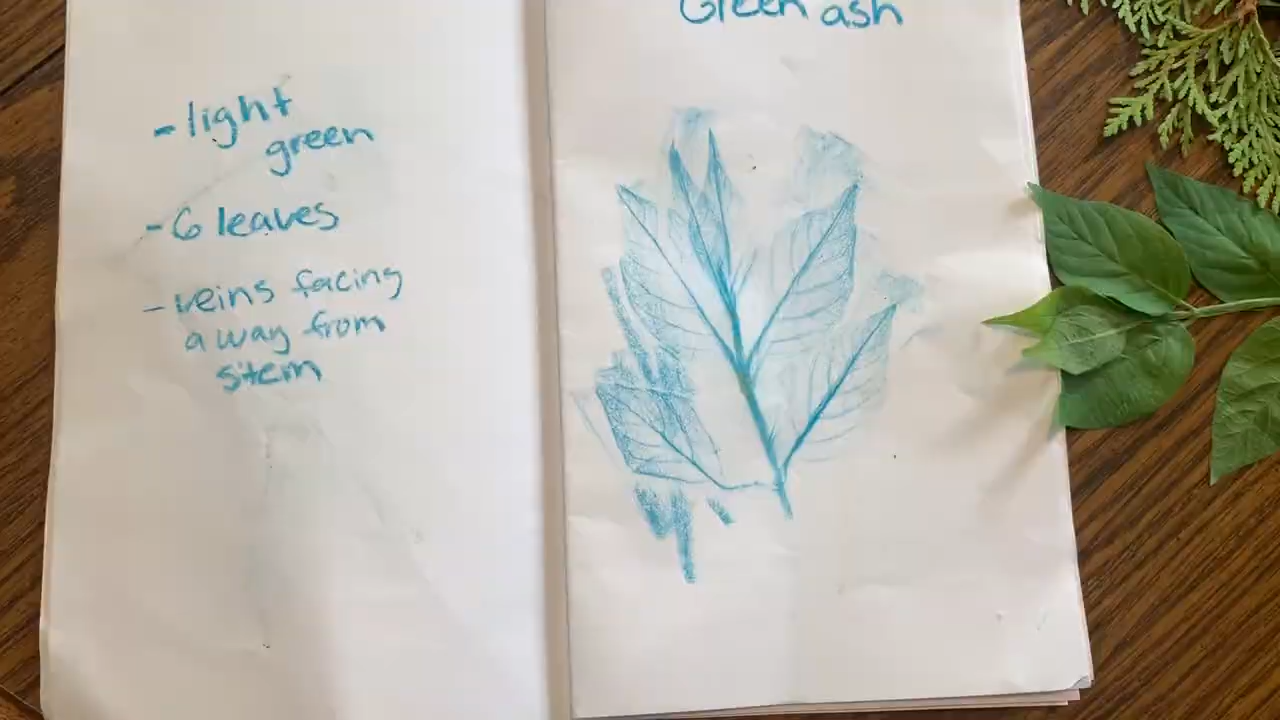 - light
green
- 6 leaves
- veins facing
away from
stem
Green ash